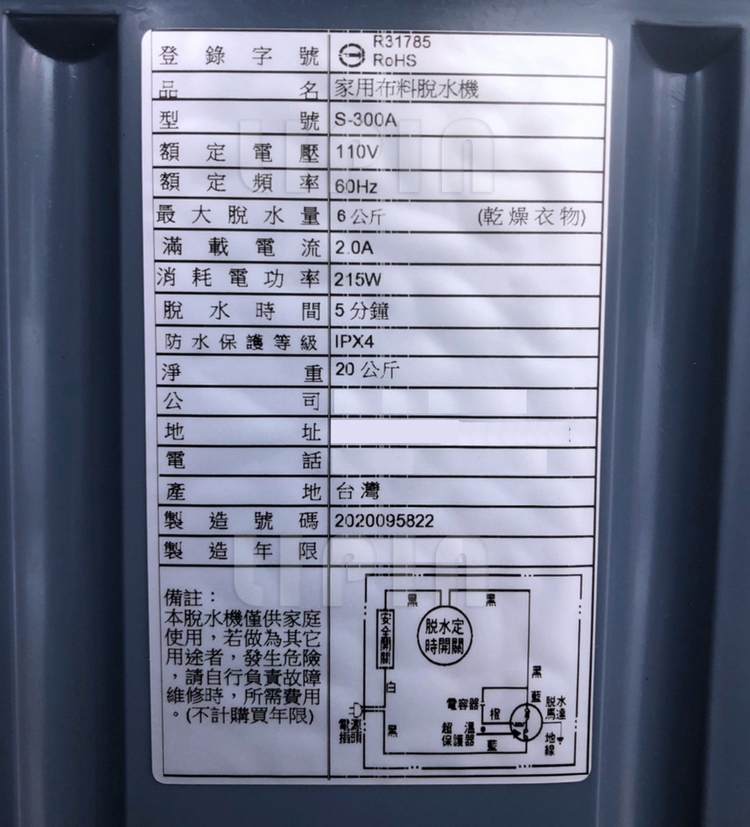 登錄字號 R31785
RoHS
品名 家用布料脫水機
型號 S-300A
額定電壓 110V
額定頻率 60Hz
最大脫水量 6公斤 (乾燥衣物)
滿載電流 2.0A
消耗電功率 215W
脫水時間 5分鐘
防水保護等級 IPX4
淨重 20公斤
公司
地址
電話
產地 台灣
製造號碼 2020095822
製造年限
備註：
本脫水機僅供家庭
使用，若做為其它
用途者，發生危險
，請自行負責故障
維修時，所需費用
。(不計購買年限)
黑 黑
安全開關
脫水定
時開關
白
黑
藍
電容器
橙
脫水
馬達
超溫
保護器
藍
地線
電源
插頭
黑
LIPIN
LIPIN